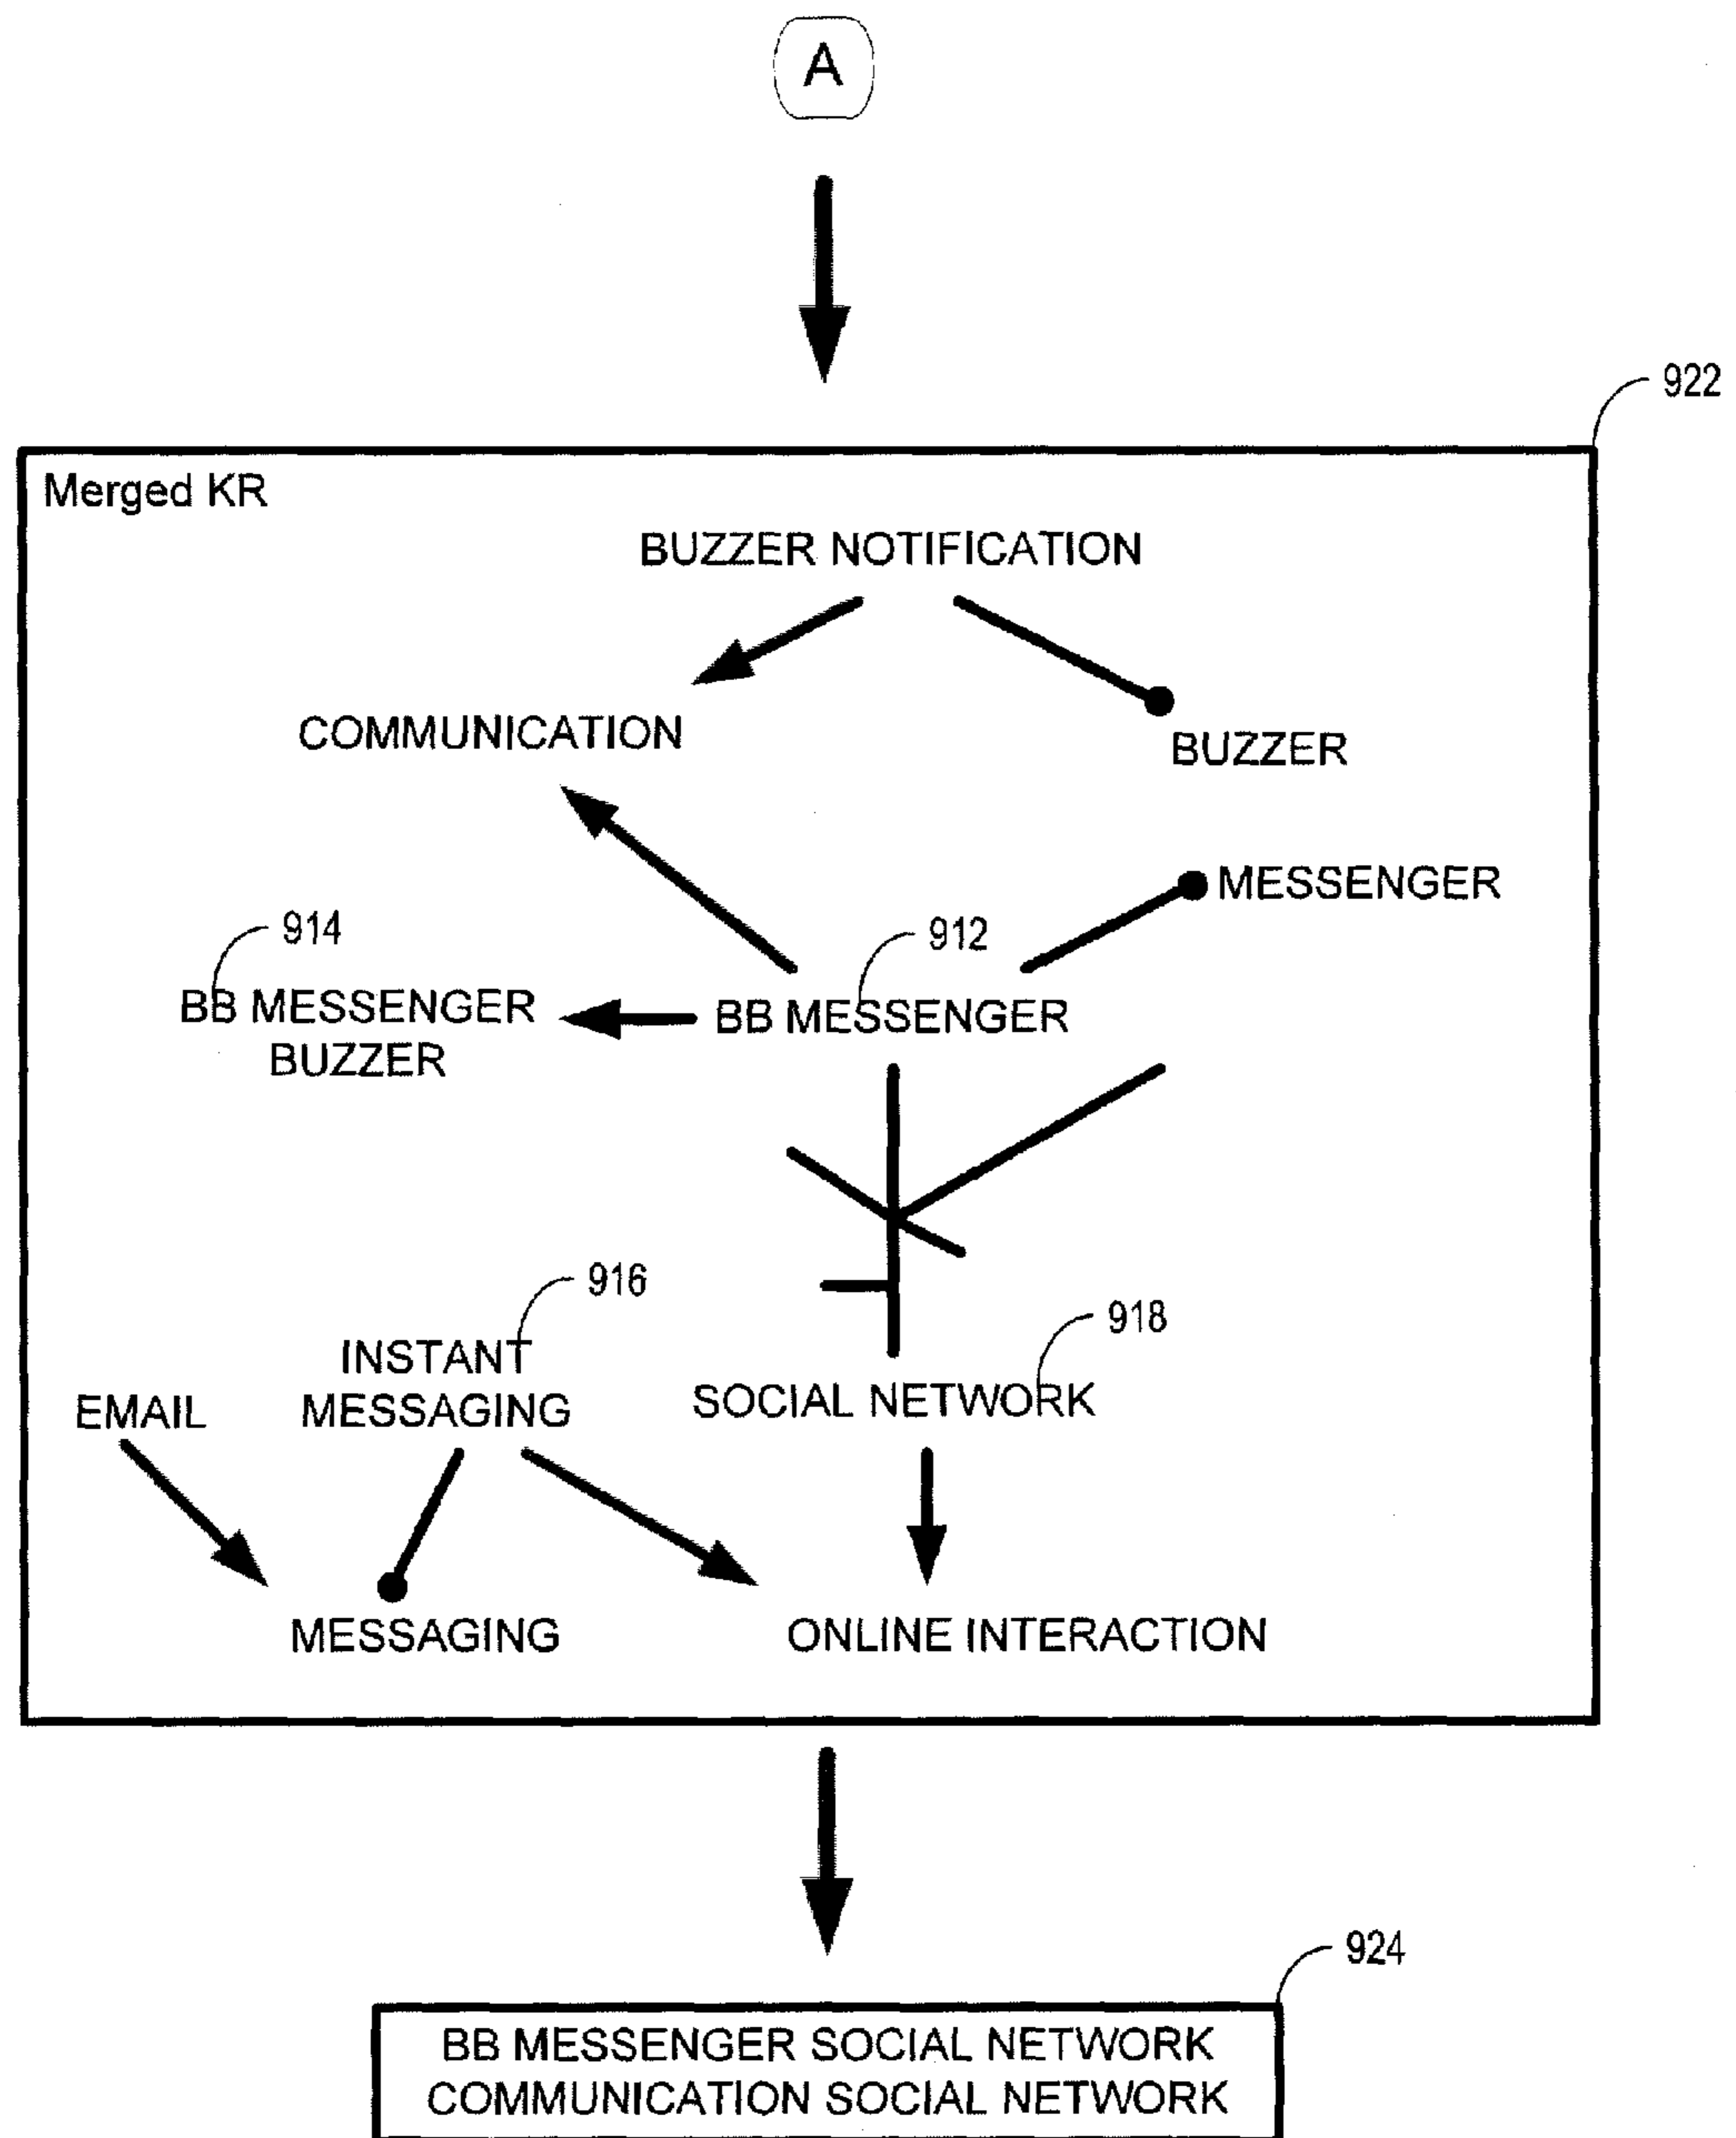 A
922
Merged KR
BUZZER NOTIFICATION
COMMUNICATION
BUZZER
MESSENGER
914
912
BB MESSENGER
BUZZER
BB MESSENGER
916
918
INSTANT
MESSAGING
EMAIL
SOCIAL NETWORK
MESSAGING
ONLINE INTERACTION
924
BB MESSENGER SOCIAL NETWORK
COMMUNICATION SOCIAL NETWORK